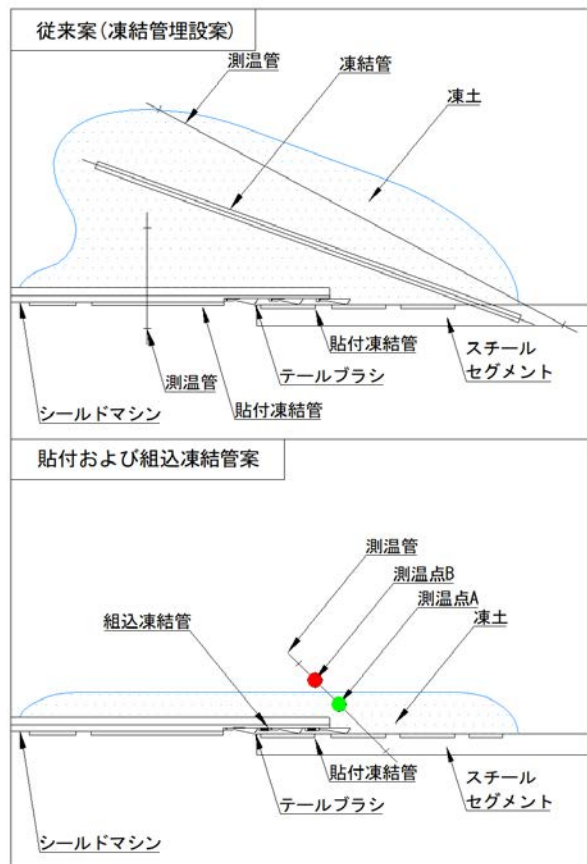 従来案(凍結管埋設案)
測温管
凍結管
凍土
貼付凍結管
スチール
セグメント
テールブラシ
測温管
シールドマシン
貼付凍結管
貼付および組込凍結管案
測温管
測温点B
測温点A
組込凍結管
凍土
貼付凍結管
スチール
セグメント
テールブラシ
シールドマシン